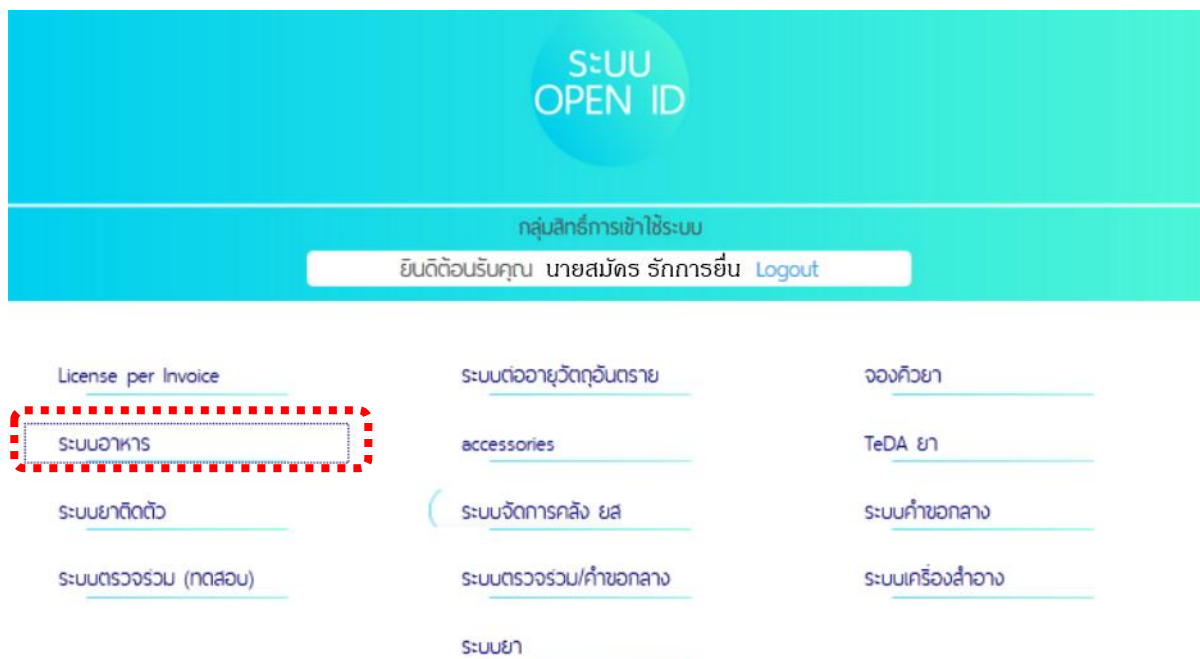 ระบบ
OPEN ID
กลุ่มสิทธิ์การเข้าใช้ระบบ
ยินดีต้อนรับคุณ นายสมัคร รักการยื่น Logout
License per Invoice
ระบบต่ออายุวัตถุอันตราย
จองคิวยา
ระบบอาหาร
accessories
TeDA ยา
ระบบยาติดตัว
ระบบจัดการคลัง ยส
ระบบคำขอกลาง
ระบบตรวจร่วม (ทดสอบ)
ระบบตรวจร่วม/คำขอกลาง
ระบบเครื่องสำอาง
ระบบยา